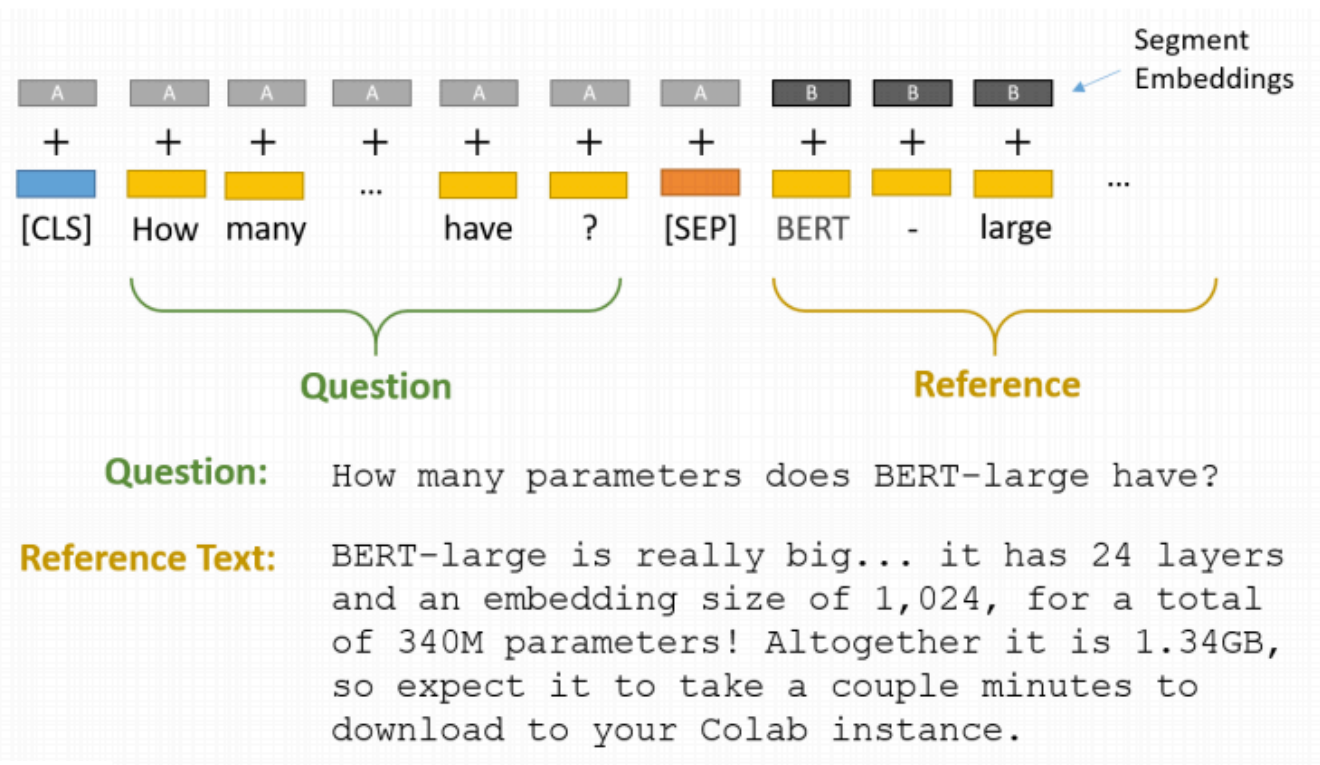 Segment
Embeddings
A A A A A A A B B B
+ + + + + + + + + +
... ...
[CLS] How many have ? [SEP] BERT - large
Question Reference
Question: How many parameters does BERT-large have?
Reference Text: BERT-large is really big... it has 24 layers
and an embedding size of 1,024, for a total
of 340M parameters! Altogether it is 1.34GB,
so expect it to take a couple minutes to
download to your Colab instance.